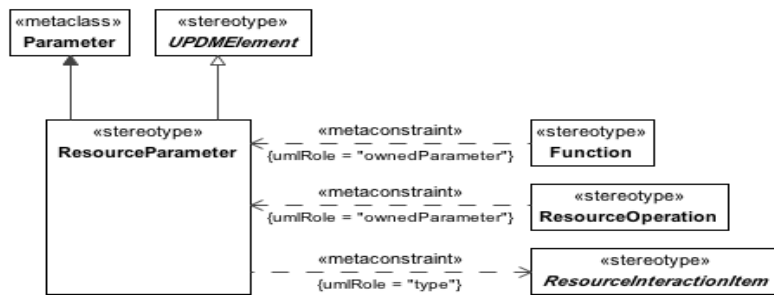 «metaclass»
Parameter
«stereotype»
UPDMElement
«stereotype»
ResourceParameter
«metaconstraint»
{umlRole = "ownedParameter"}
«stereotype»
Function
«metaconstraint»
{umlRole = "ownedParameter"}
«stereotype»
ResourceOperation
«metaconstraint»
{umlRole = "type"}
«stereotype»
ResourceInteractionItem